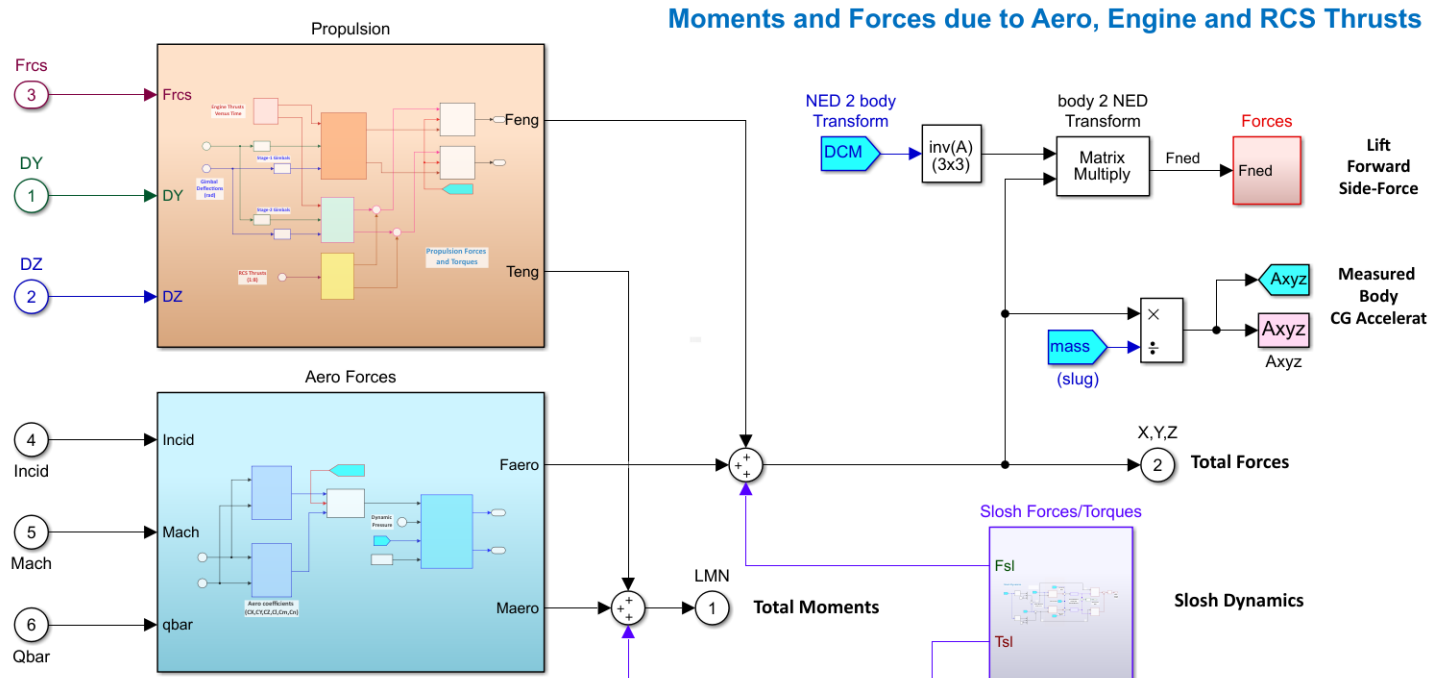 Moments and Forces due to Aero, Engine and RCS Thrusts
Propulsion
Frcs
3
Frcs
DY
1
DY
DZ
2
DZ
Engine Thrusts
Versus Time
Stage-1 Gimbals
Gimbal
Deflections
(rad)
Stage-2 Gimbals
RCS Thrusts
Propulsion Forces
and Torques
Feng
Teng
NED 2 body
Transform
DCM
inv(A)
(3x3)
body 2 NED
Transform
Matrix
Multiply
Fned
Forces
Fned
Lift
Forward
Side-Force
mass
(slug)
×
÷
Axyz
Axyz
Axyz
Measured
Body
CG Accelerat
Aero Forces
4
Incid
Incid
5
Mach
Mach
6
Qbar
qbar
Dynamic
Pressure
Aero coefficients
(CX,CY,CZ,Cl,Cm,Cn)
Faero
Maero
+
+
+
X,Y,Z
2
Total Forces
+
+
+
LMN
1
Total Moments
Slosh Forces/Torques
Fsl
Tsl
Slosh Dynamics